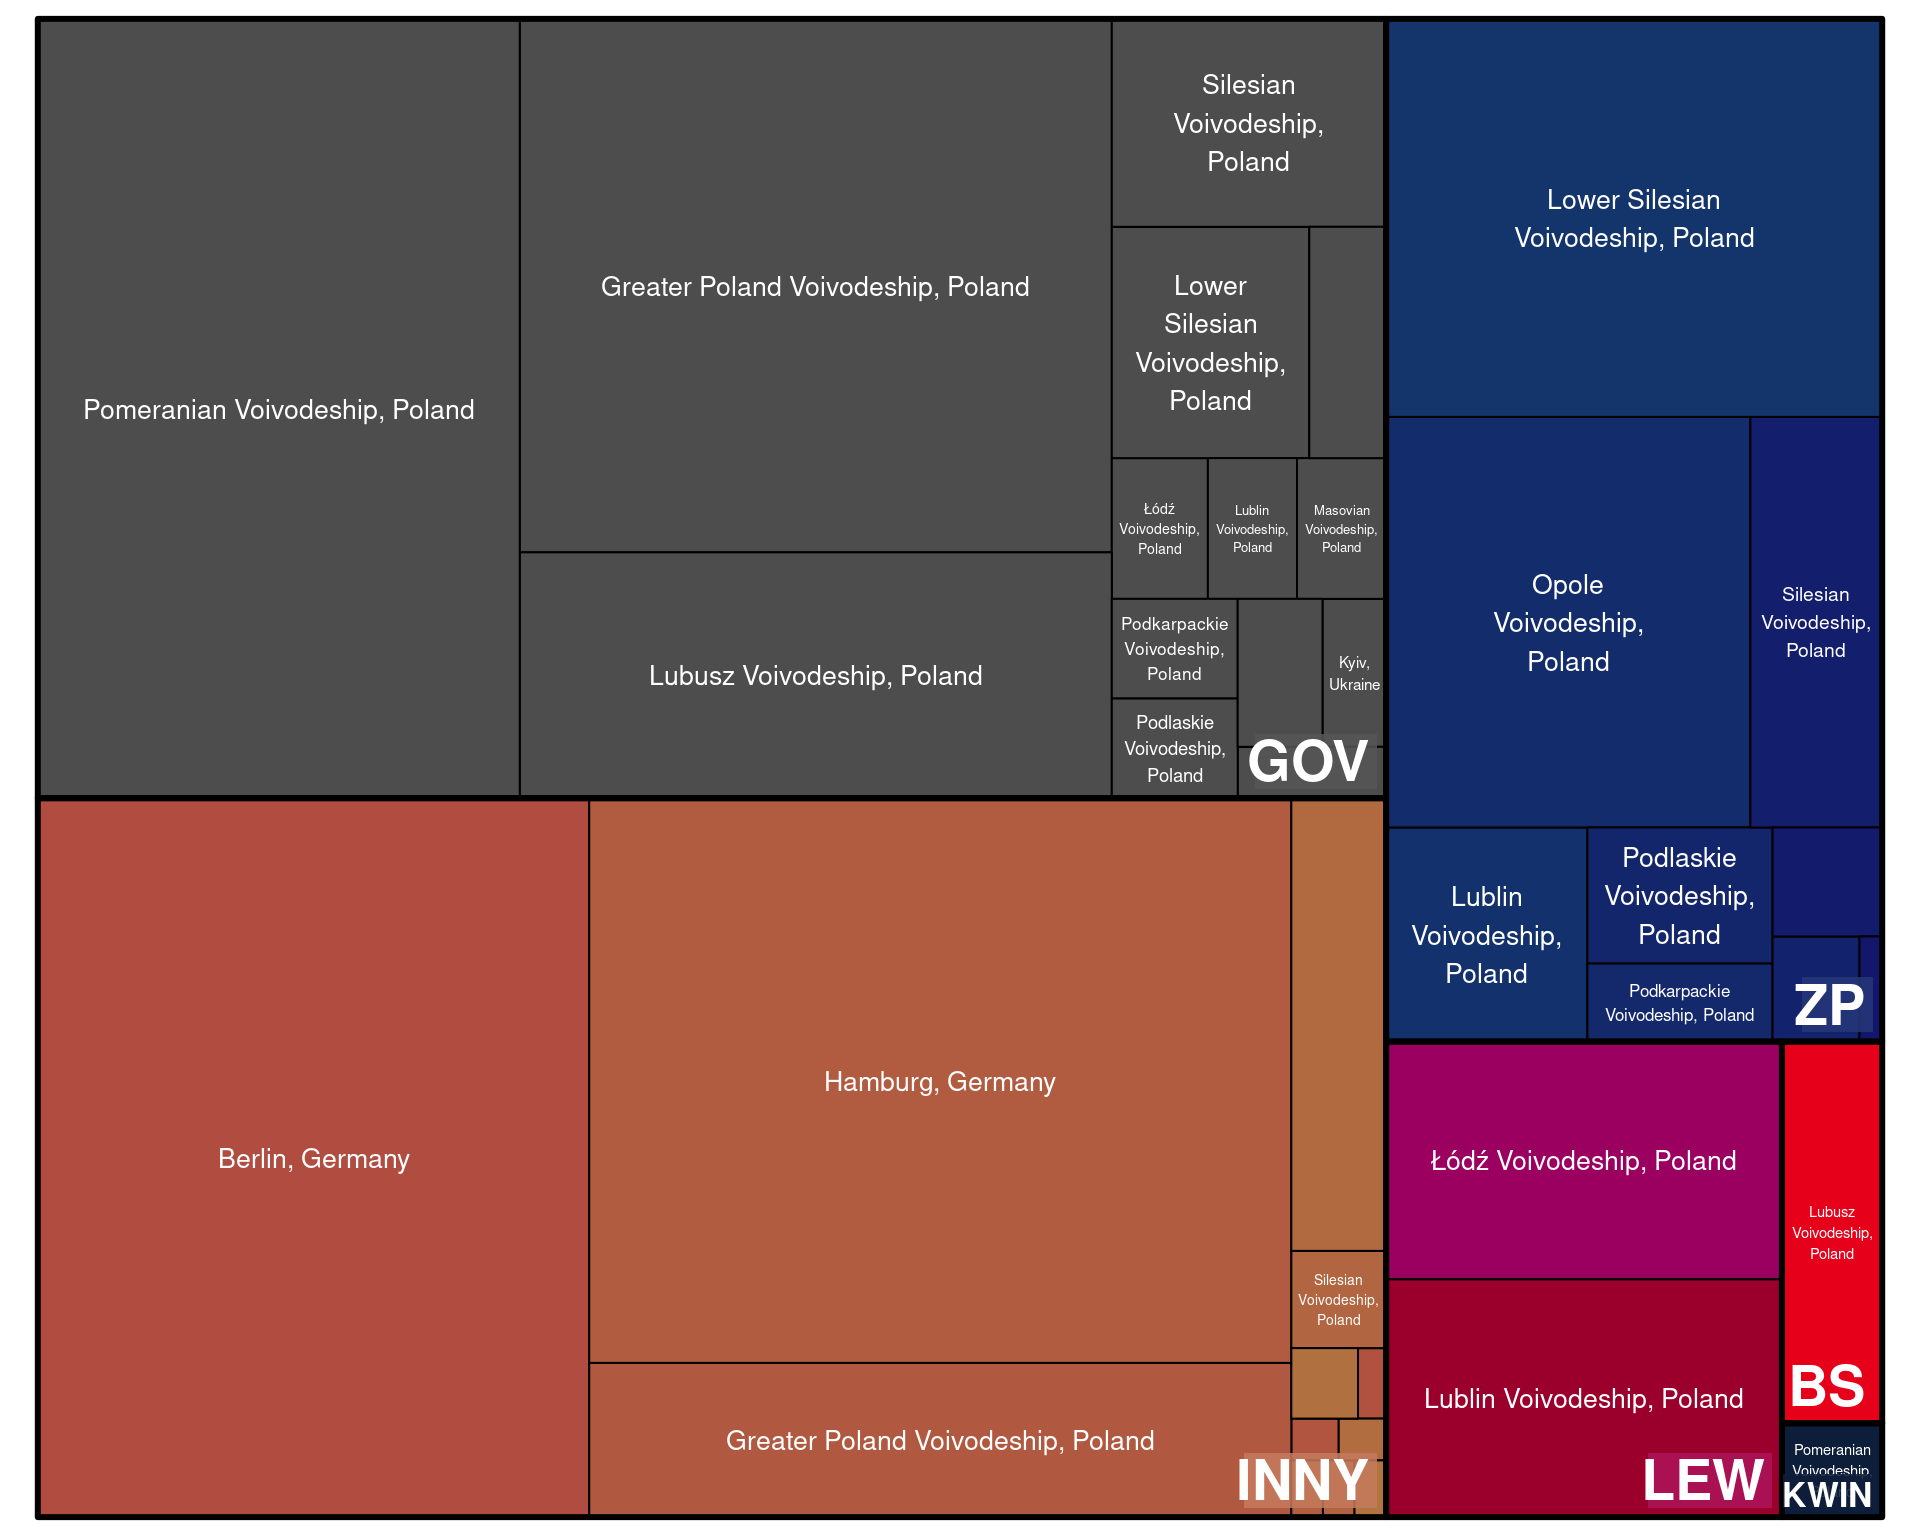 Pomeranian Voivodeship, Poland
Greater Poland Voivodeship, Poland
Lubusz Voivodeship, Poland
Silesian
Voivodeship,
Poland
Lower
Silesian
Voivodeship,
Poland
Łódź
Voivodeship,
Poland
Lublin
Voivodeship,
Poland
Masovian
Voivodeship,
Poland
Podkarpackie
Voivodeship,
Poland
Podlaskie
Voivodeship,
Poland
Kyiv,
Ukraine
GOV
Lower Silesian
Voivodeship, Poland
Opole
Voivodeship,
Poland
Silesian
Voivodeship,
Poland
Lublin
Voivodeship,
Poland
Podlaskie
Voivodeship,
Poland
Podkarpackie
Voivodeship, Poland
ZP
Berlin, Germany
Hamburg, Germany
Greater Poland Voivodeship, Poland
Silesian
Voivodeship,
Poland
INNY
Łódź Voivodeship, Poland
Lublin Voivodeship, Poland
LEW
Lubusz
Voivodeship,
Poland
BS
Pomeranian
Voivodeship,
KWIN